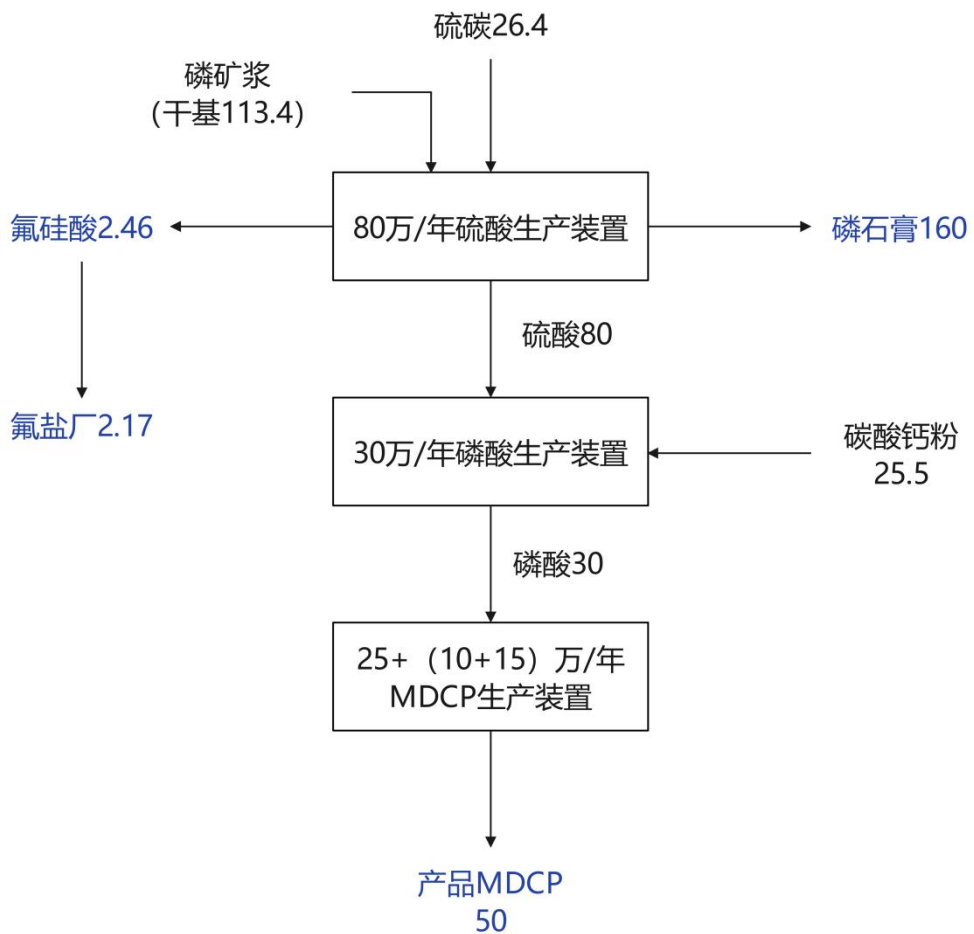 硫碳26.4
磷矿浆
（干基113.4）
氟硅酸2.46
80万/年硫酸生产装置
磷石膏160
硫酸80
氟盐厂2.17
30万/年磷酸生产装置
碳酸钙粉
25.5
磷酸30
25+（10+15）万/年
MDCP生产装置
产品MDCP
50